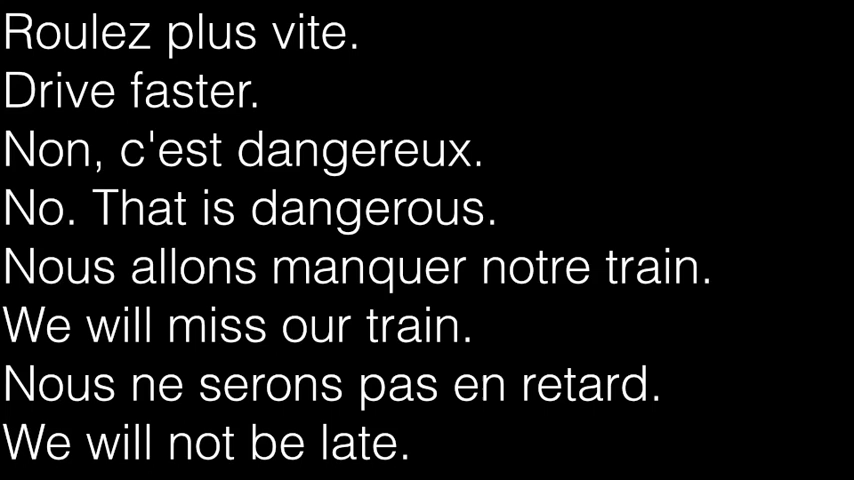 Roulez plus vite.
Drive faster.
Non, c'est dangereux.
No. That is dangerous.
Nous allons manquer notre train.
We will miss our train.
Nous ne serons pas en retard.
We will not be late.